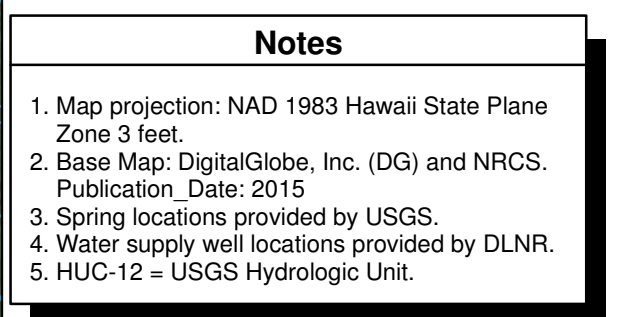 Notes
1. Map projection: NAD 1983 Hawaii State Plane
Zone 3 feet.
2. Base Map: DigitalGlobe, Inc. (DG) and NRCS.
Publication_Date: 2015
3. Spring locations provided by USGS.
4. Water supply well locations provided by DLNR.
5. HUC-12 = USGS Hydrologic Unit.